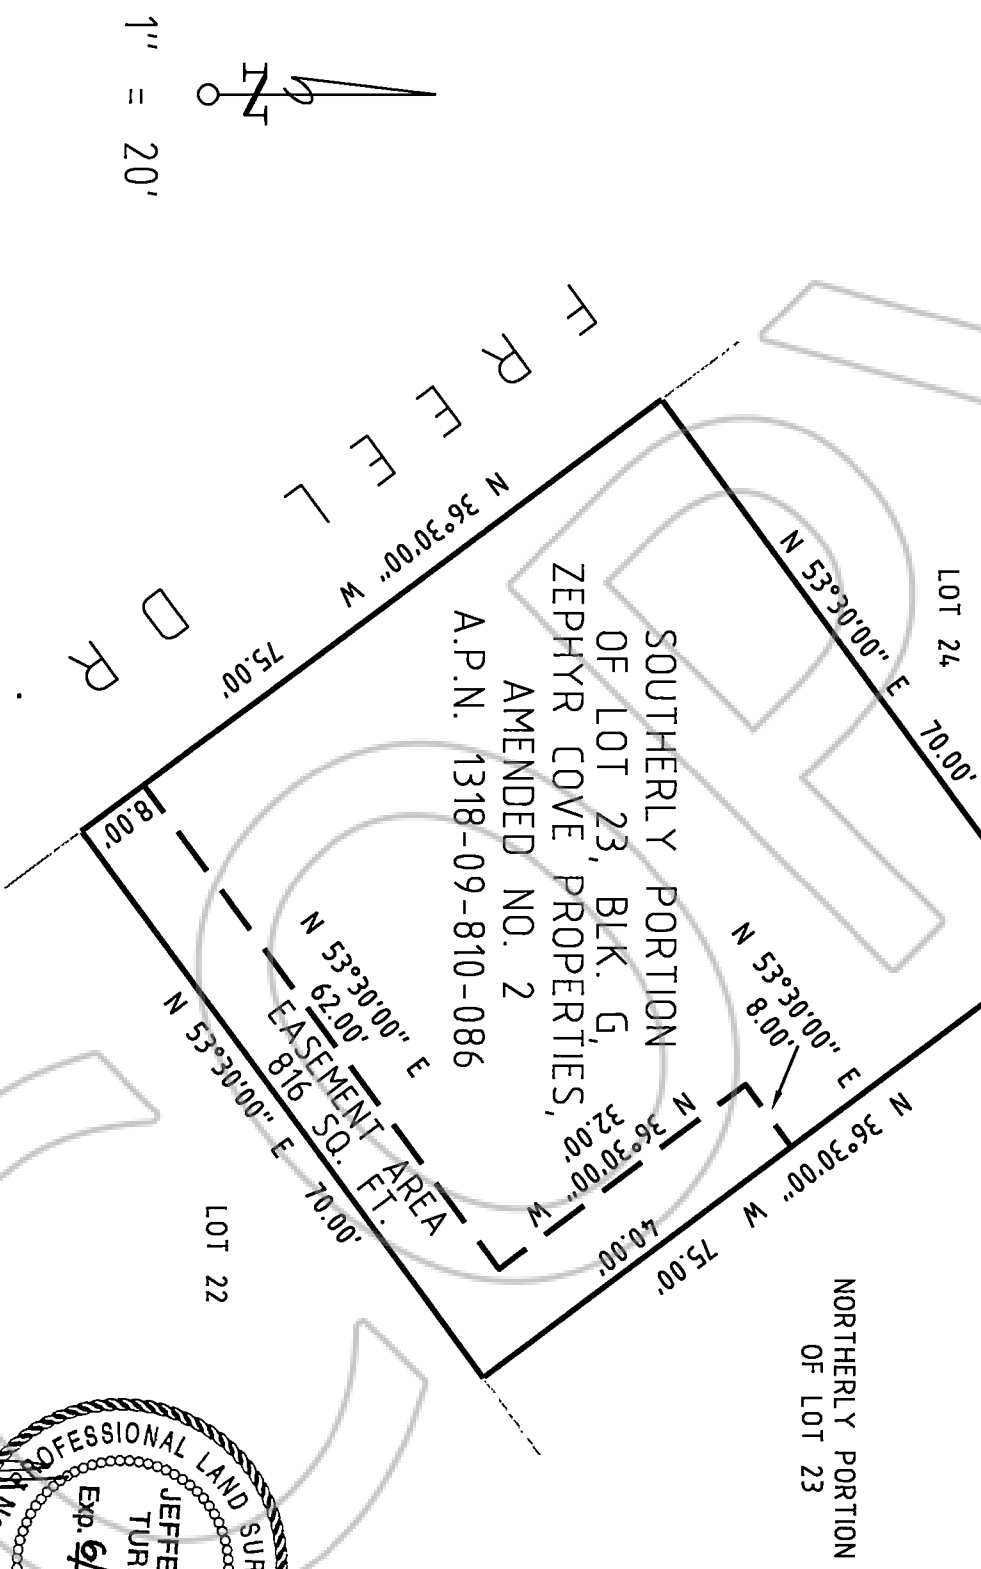 1" = 20'
N
FREEL DR.
LOT 24
N 53°30'00" E 70.00'
N 36°30'00" W
75.00'
SOUTHERLY PORTION
OF LOT 23, BLK. G,
ZEPHYR COVE PROPERTIES,
AMENDED NO. 2
A.P.N. 1318-09-810-086
N 53°30'00" E
8.00'
N 36°30'00" W
32.00'
N 36°30'00" W
75.00'
40.00'
8.00'
N 53°30'00" E
62.00'
EASEMENT AREA
816 SQ. FT.
N 53°30'00" E 70.00'
LOT 22
NORTHERLY PORTION
OF LOT 23
PROFESSIONAL LAND SUR
JEFFE
TUR
Exp. 6/